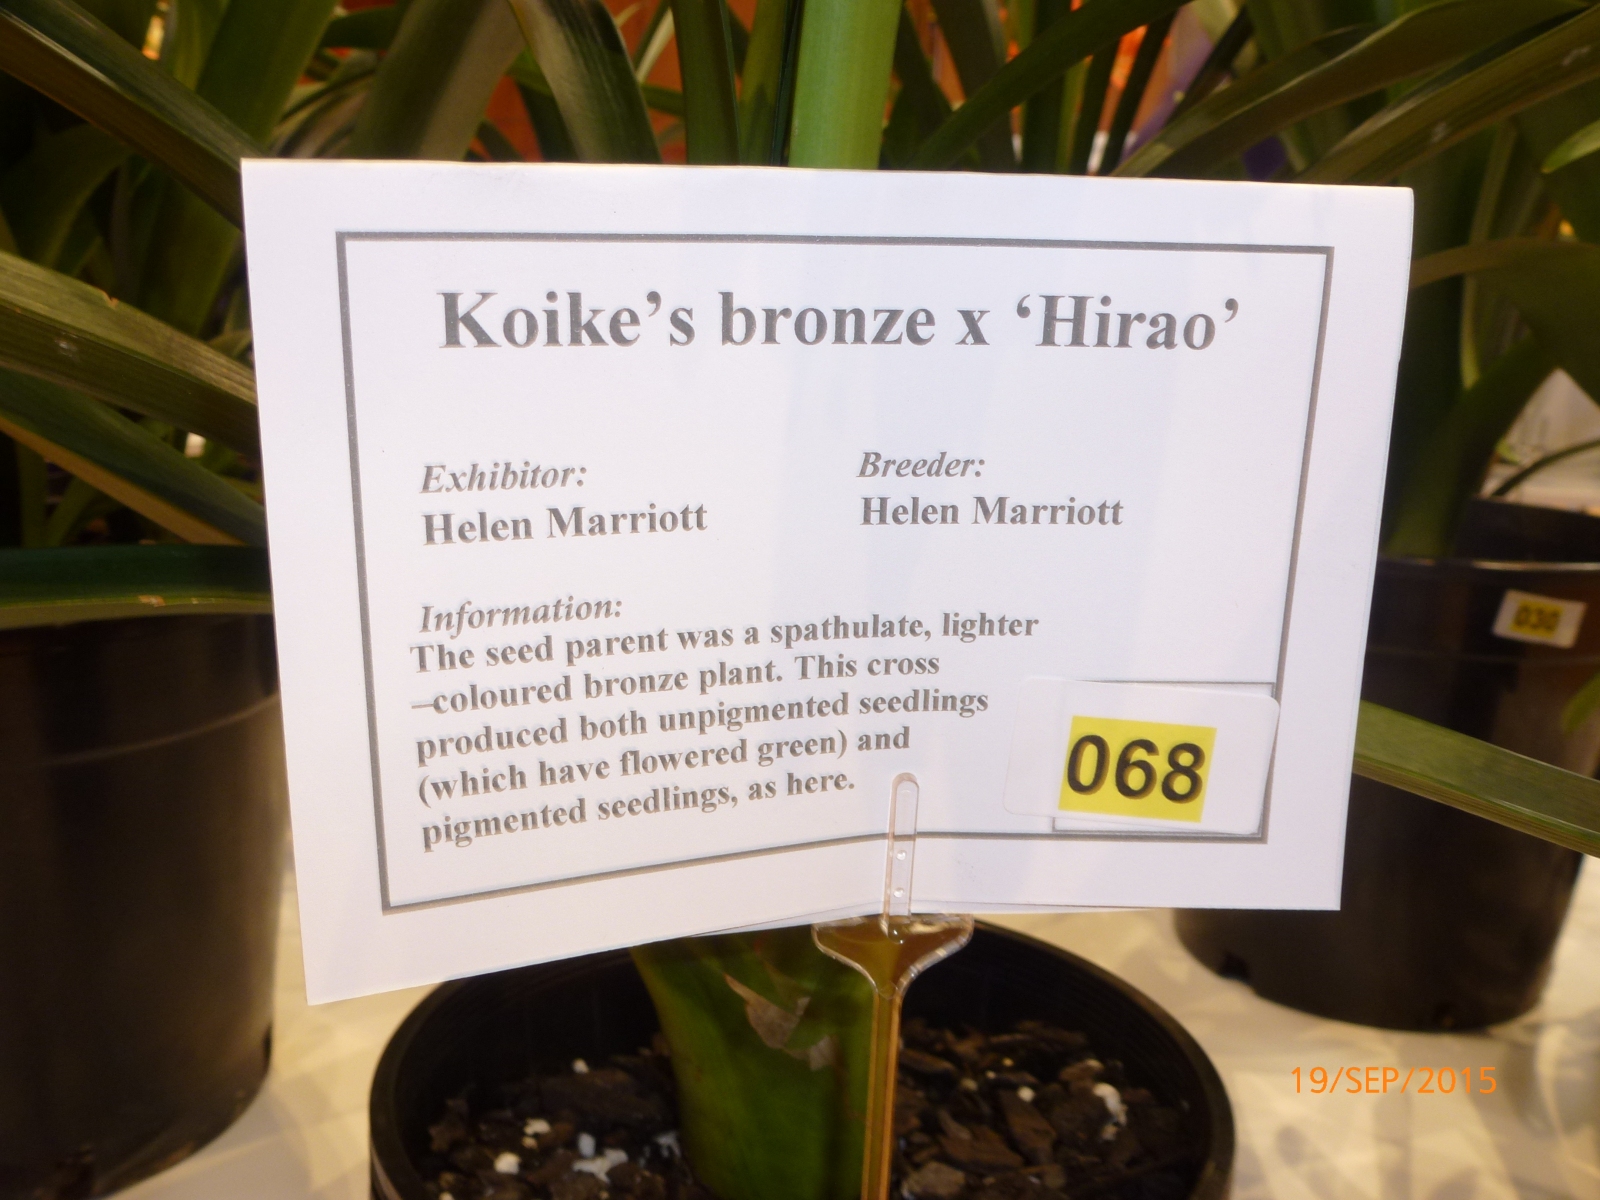 Koike’s bronze x ‘Hirao’
Exhibitor:
Helen Marriott
Breeder:
Helen Marriott
Information:
The seed parent was a spathulate, lighter
–coloured bronze plant. This cross
produced both unpigmented seedlings
(which have flowered green) and
pigmented seedlings, as here.
068
030
19/SEP/2015